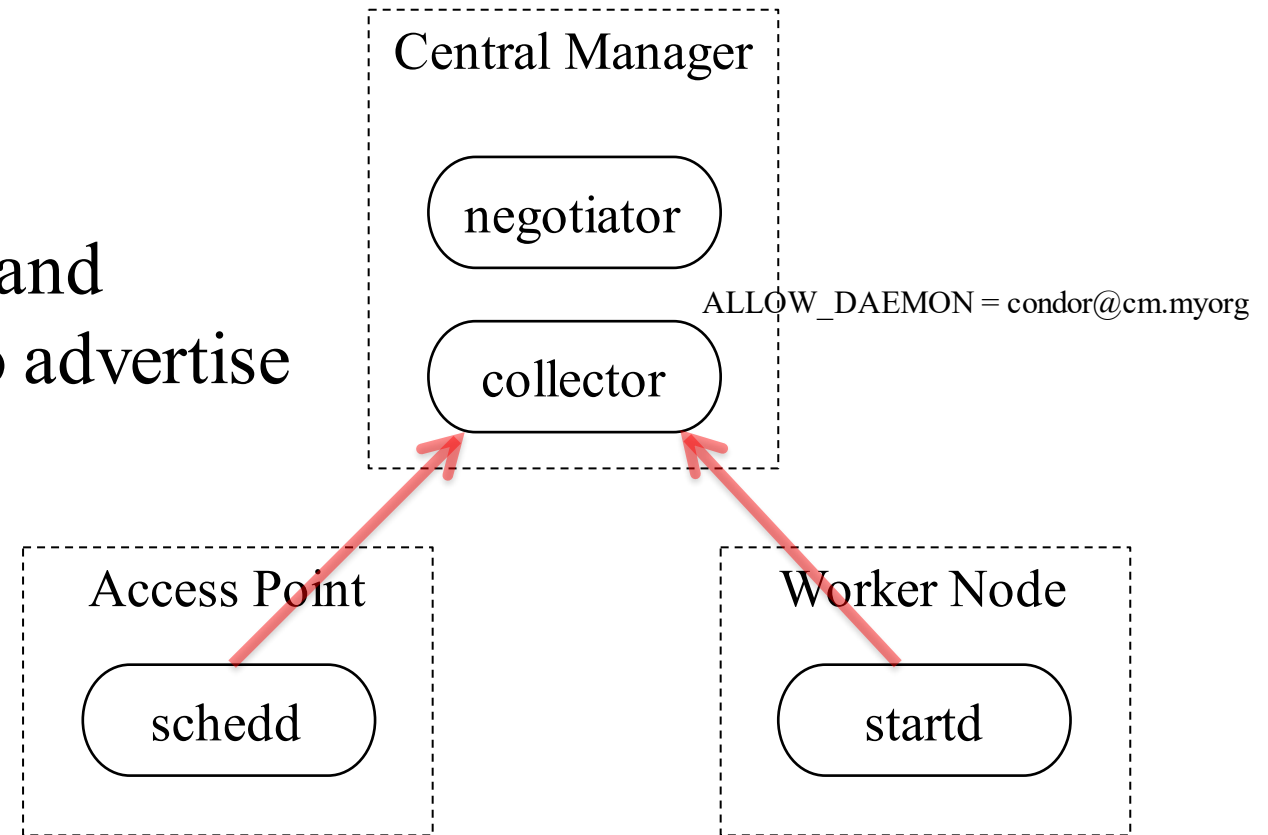 Central Manager
negotiator
and
ALLOW_DAEMON = condor@cm.myorg
advertise
collector
Access Point
Worker Node
schedd
startd